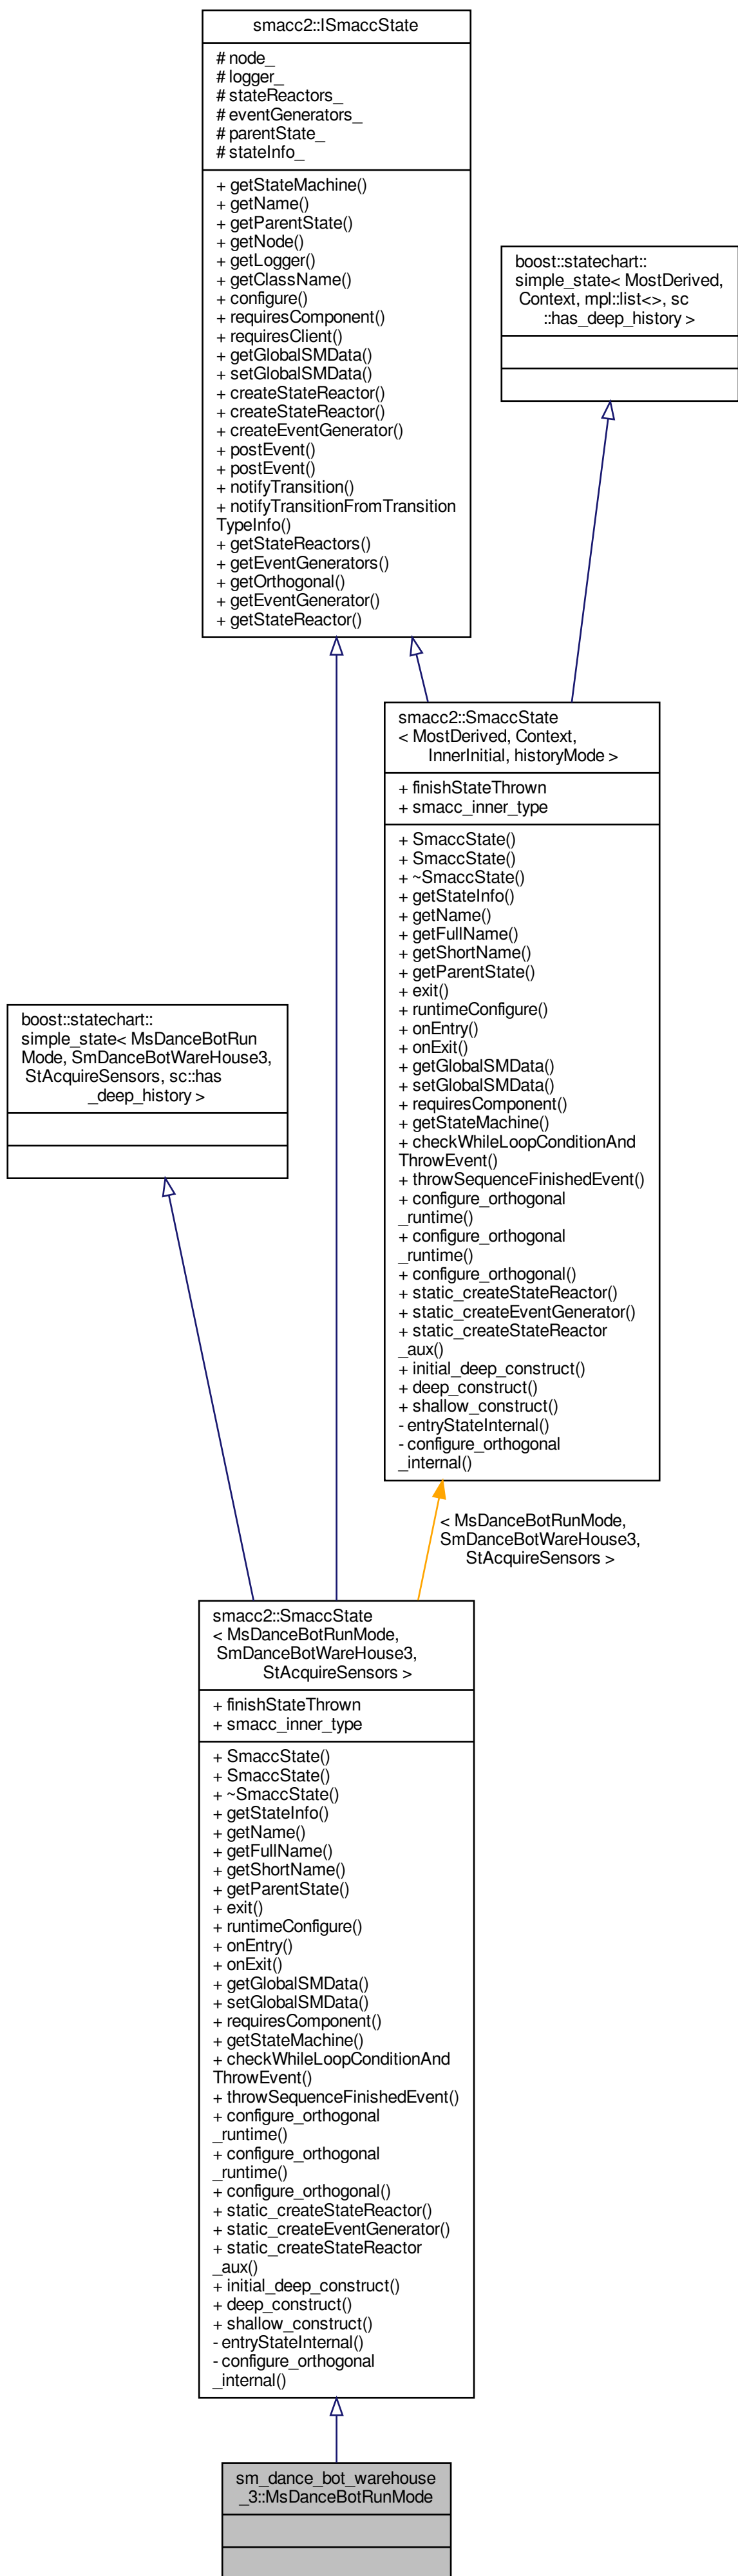 smacc2::ISmaccState
# node_
# logger_
# stateReactors_
# eventGenerators_
# parentState_
# stateInfo_
+ getStateMachine()
+ getName()
+ getParentState()
+ getNode()
+ getLogger()
+ getClassName()
+ configure()
+ requiresComponent()
+ requiresClient()
+ getGlobalSMData()
+ setGlobalSMData()
+ createStateReactor()
+ createStateReactor()
+ createEventGenerator()
+ postEvent()
+ postEvent()
+ notifyTransition()
+ notifyTransitionFromTransition
TypeInfo()
+ getStateReactors()
+ getEventGenerators()
+ getOrthogonal()
+ getEventGenerator()
+ getStateReactor()
boost::statechart::
simple_state< MostDerived,
Context, mpl::list<>, sc
::has_deep_history >
smacc2::SmaccState
< MostDerived, Context,
InnerInitial, historyMode >
+ finishStateThrown
+ smacc_inner_type
+ SmaccState()
+ SmaccState()
+ ~SmaccState()
+ getStateInfo()
+ getName()
+ getFullName()
+ getShortName()
+ getParentState()
+ exit()
+ runtimeConfigure()
+ onEntry()
+ onExit()
+ getGlobalSMData()
+ setGlobalSMData()
+ requiresComponent()
+ getStateMachine()
+ checkWhileLoopConditionAnd
ThrowEvent()
+ throwSequenceFinishedEvent()
+ configure_orthogonal
_runtime()
+ configure_orthogonal
_runtime()
+ configure_orthogonal()
+ static_createStateReactor()
+ static_createEventGenerator()
+ static_createStateReactor
_aux()
+ initial_deep_construct()
+ deep_construct()
+ shallow_construct()
- entryStateInternal()
- configure_orthogonal
_internal()
boost::statechart::
simple_state< MsDanceBotRun
Mode, SmDanceBotWareHouse3,
StAcquireSensors, sc::has
_deep_history >
< MsDanceBotRunMode,
SmDanceBotWareHouse3,
StAcquireSensors >
smacc2::SmaccState
< MsDanceBotRunMode,
SmDanceBotWareHouse3,
StAcquireSensors >
+ finishStateThrown
+ smacc_inner_type
+ SmaccState()
+ SmaccState()
+ ~SmaccState()
+ getStateInfo()
+ getName()
+ getFullName()
+ getShortName()
+ getParentState()
+ exit()
+ runtimeConfigure()
+ onEntry()
+ onExit()
+ getGlobalSMData()
+ setGlobalSMData()
+ requiresComponent()
+ getStateMachine()
+ checkWhileLoopConditionAnd
ThrowEvent()
+ throwSequenceFinishedEvent()
+ configure_orthogonal
_runtime()
+ configure_orthogonal
_runtime()
+ configure_orthogonal()
+ static_createStateReactor()
+ static_createEventGenerator()
+ static_createStateReactor
_aux()
+ initial_deep_construct()
+ deep_construct()
+ shallow_construct()
- entryStateInternal()
- configure_orthogonal
_internal()
sm_dance_bot_warehouse
_3::MsDanceBotRunMode